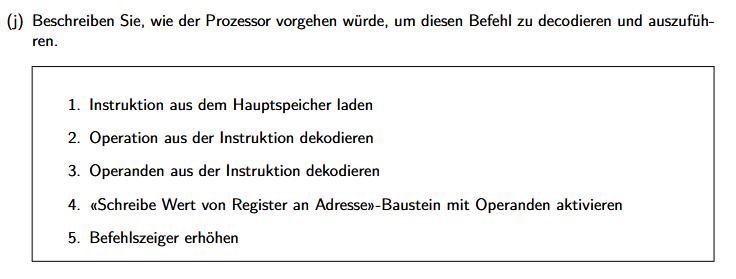 (j) Beschreiben Sie, wie der Prozessor vorgehen würde, um diesen Befehl zu decodieren und auszufüh-
ren.
1. Instruktion aus dem Hauptspeicher laden
2. Operation aus der Instruktion dekodieren
3. Operanden aus der Instruktion dekodieren
4. «Schreibe Wert von Register an Adresse»-Baustein mit Operanden aktivieren
5. Befehlszeiger erhöhen